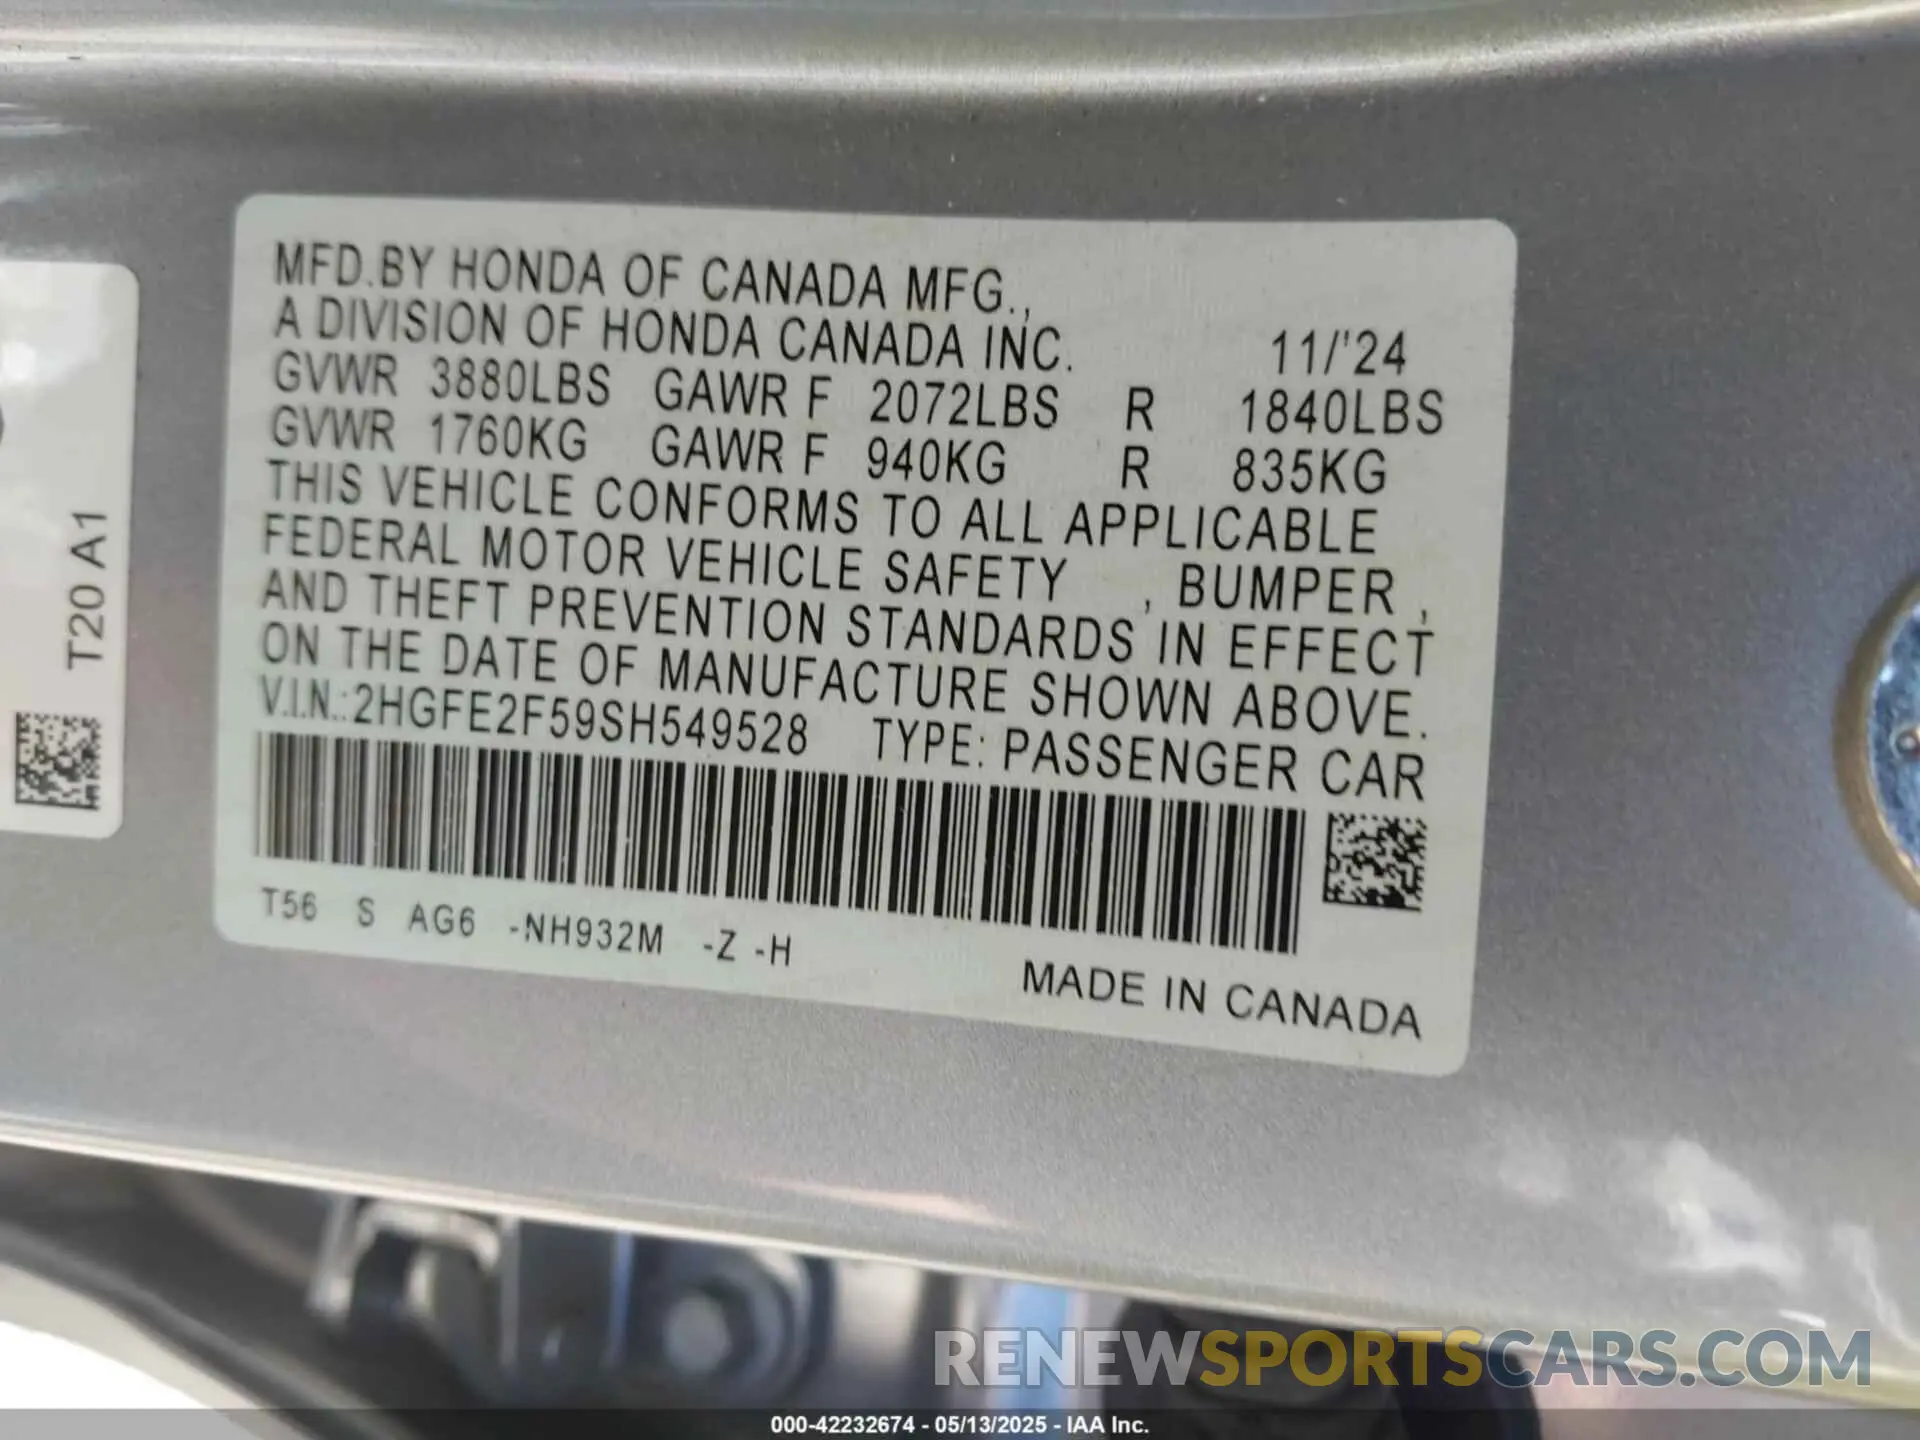 MFD.BY HONDA OF CANADA MFG.,
A DIVISION OF HONDA CANADA INC. 11/'24
GVWR 3880LBS GAWR F 2072LBS R 1840LBS
GVWR 1760KG GAWR F 940KG R 835KG
THIS VEHICLE CONFORMS TO ALL APPLICABLE
FEDERAL MOTOR VEHICLE SAFETY , BUMPER ,
AND THEFT PREVENTION STANDARDS IN EFFECT
ON THE DATE OF MANUFACTURE SHOWN ABOVE.
V.I.N.:2HGFE2F59SH549528 TYPE: PASSENGER CAR
T56 S AG6 -NH932M -Z -H
MADE IN CANADA
T20 A1
RENEWSPORTSCARS.COM
000-42232674 - 05/13/2025 - IAA Inc.